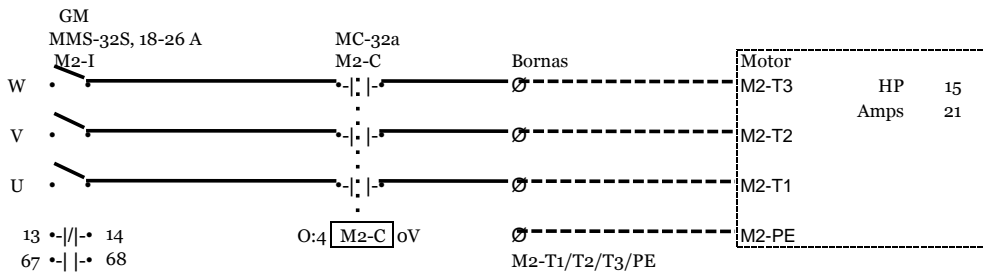 GM
MMS-32S, 18-26 A MC-32a
M2-I M2-C Bornas Motor
W •-| |-• Ø M2-T3 HP 15
Amps 21
V •-| |-• Ø M2-T2
U •-| |-• Ø M2-T1
13 •-|/|-• 14 O:4 M2-C 0V Ø M2-PE
67 •-| |-• 68 M2-T1/T2/T3/PE